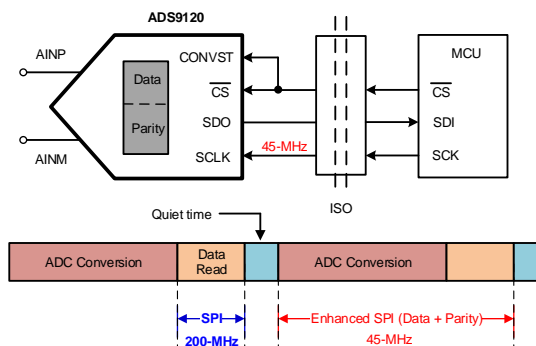 ADS9120
AINP
AINM
Data
Parity
CONVST
CS
SDO
SCLK
45-MHz
ISO
MCU
CS
SDI
SCK
Quiet time
ADC Conversion
Data
Read
ADC Conversion
SPI
200-MHz
Enhanced SPI (Data + Parity)
45-MHz